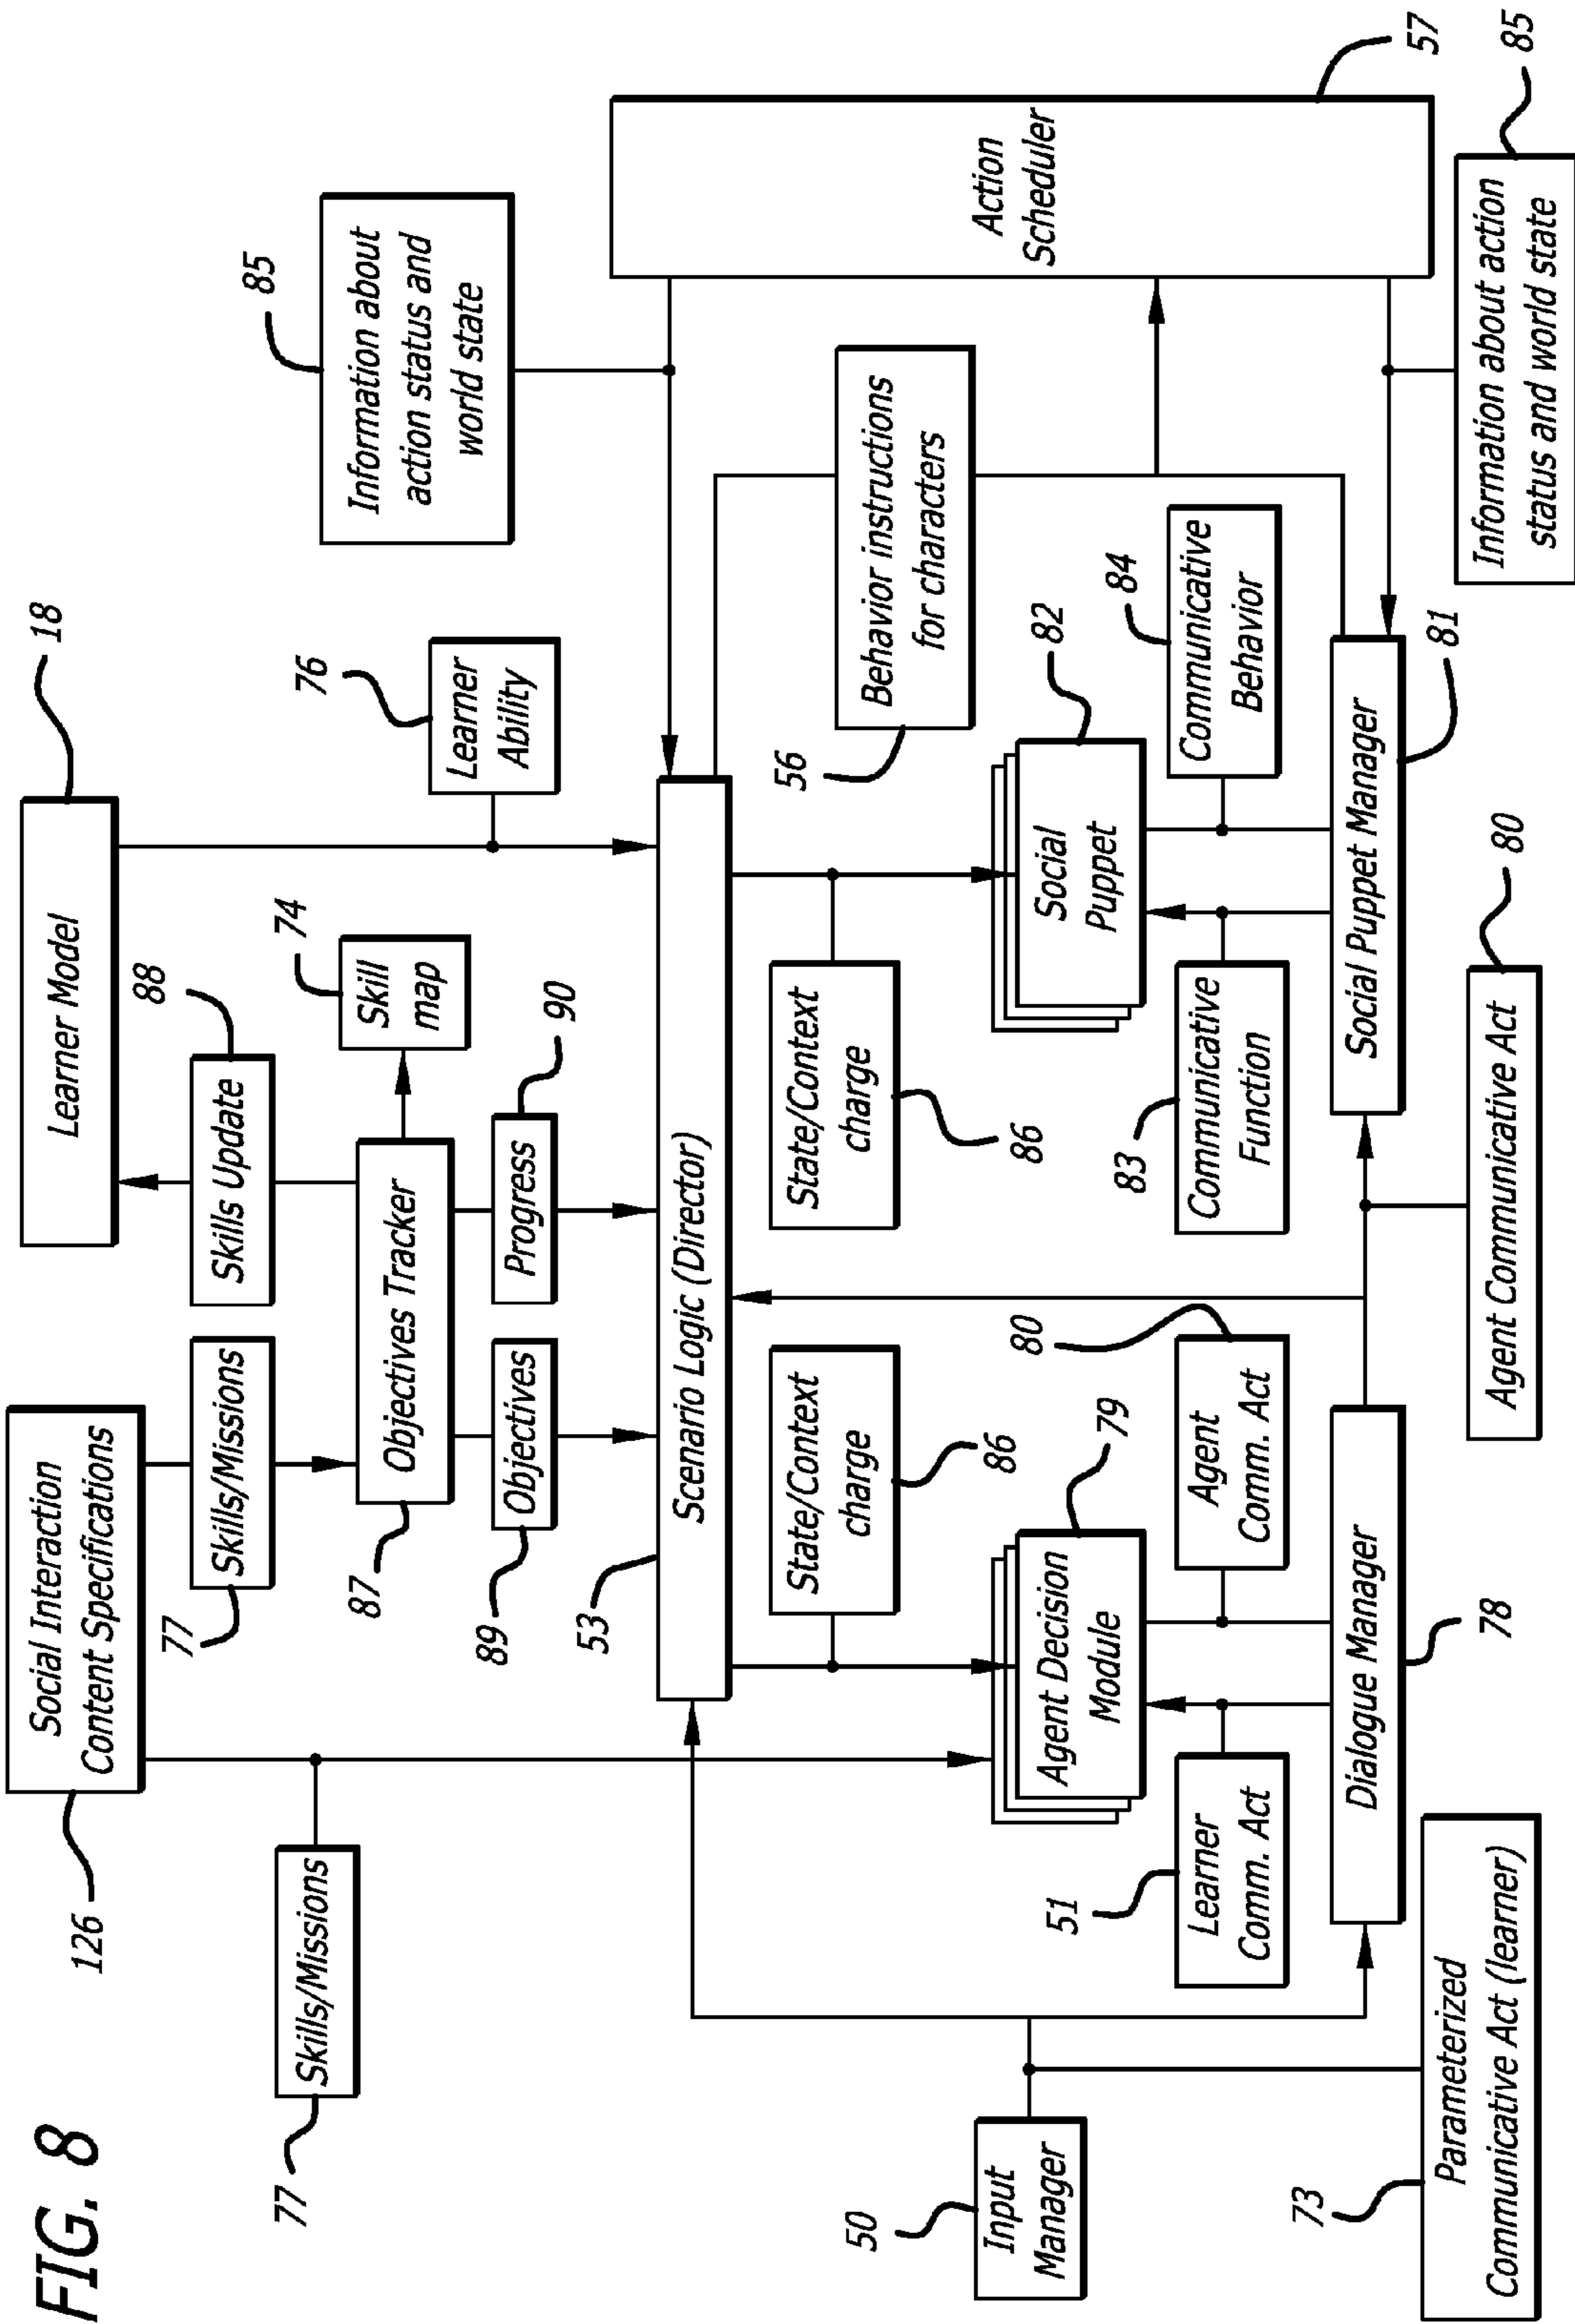 FIG. 8
Social Interaction
Content Specifications
126
Learner Model
18
Skills/Missions
77
Skills/Missions
77
Skills Update
88
Skill
map
74
Learner
Ability
76
Information about
action status and
world state
85
Objectives Tracker
87
Objectives
89
Progress
90
Scenario Logic (Director)
53
State/Context
charge
86
State/Context
charge
86
Behavior instructions
for characters
56
Action
Scheduler
57
Input
Manager
50
Agent Decision
Module
79
Social
Puppet
82
Learner
Comm. Act
51
Agent
Comm. Act
80
Communicative
Function
83
Communicative
Behavior
84
Dialogue Manager
78
Social Puppet Manager
81
Parameterized
Communicative Act (learner)
73
Agent Communicative Act
80
Information about action
status and world state
85